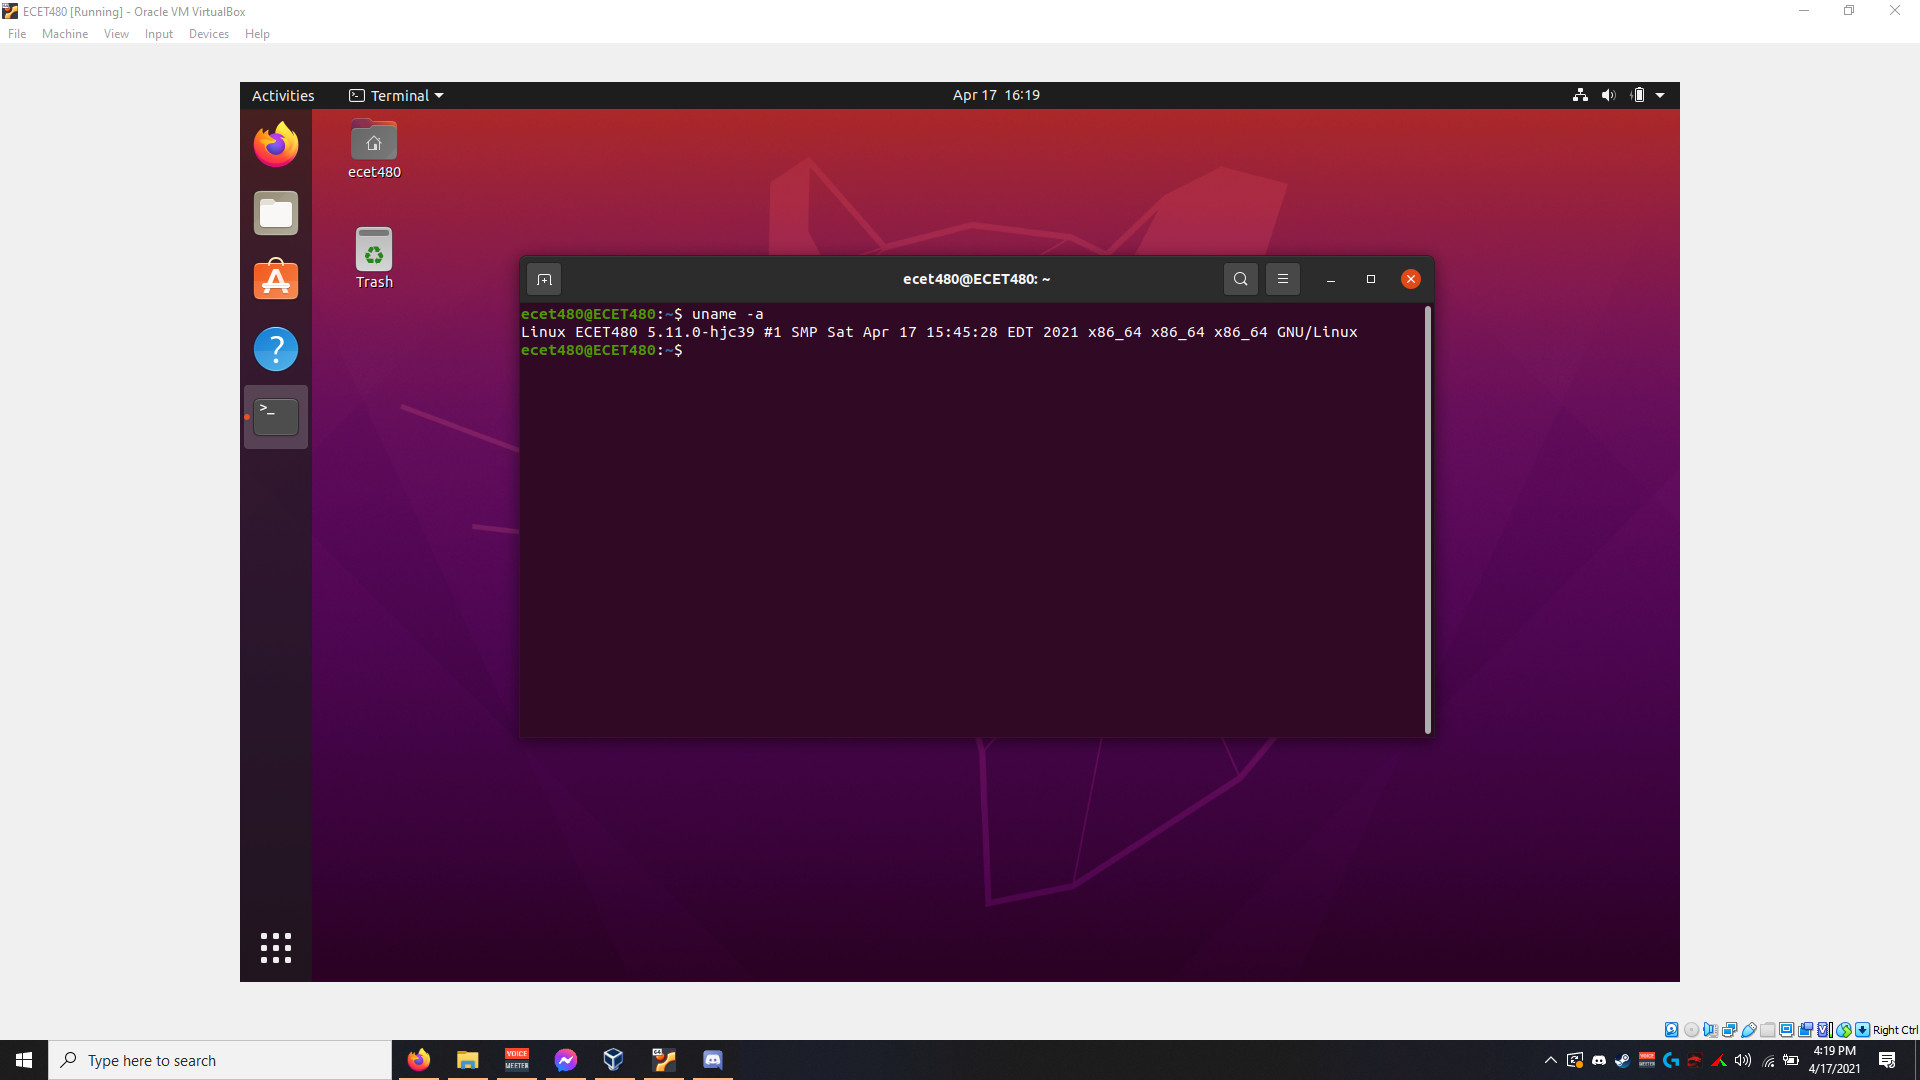 ECET480 [Running] - Oracle VM VirtualBox
File Machine View Input Devices Help
Activities Terminal Apr 17 16:19
ecet480
Trash
ecet480@ECET480: ~
ecet480@ECET480:~$ uname -a
Linux ECET480 5.11.0-hjc39 #1 SMP Sat Apr 17 15:45:28 EDT 2021 x86_64 x86_64 x86_64 GNU/Linux
ecet480@ECET480:~$
>_
Right Ctrl
Type here to search
VOICE
MEETER
64
4:19 PM
4/17/2021